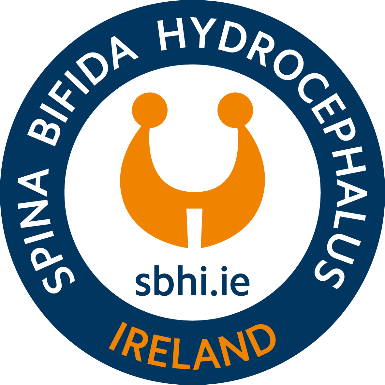 SPINA BIFIDA HYDROCEPHALUS
sbhi.ie
IRELAND